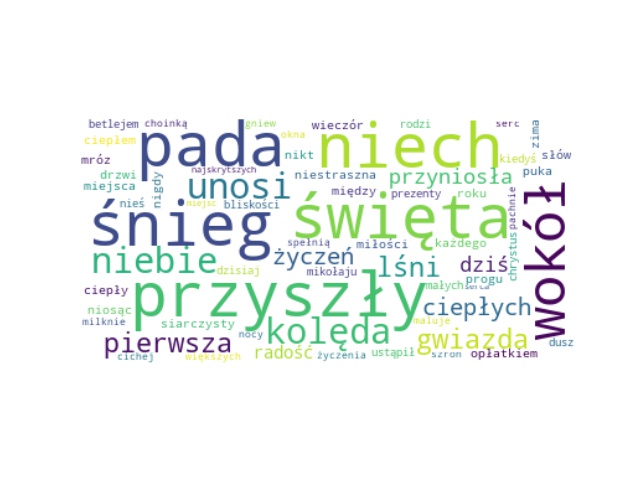 betlejem choinką gniew wieczór rodzi serc
ciepłem pada okna niech zima
mróz nikt kiedyś słów
drzwi najskrytszych niestraszna przyniosła puka
miejsca nigdy unosi między prezenty roku pachnie
nieś miejsc bliskości
śnieg święta wokół
spełnią miłości każdego chrystus
niebie życzeń lśni dziś
dzisiaj mikołaju progu
ciepły przyszły małych serca
niosąc ciepłych
milknie siarczysty kolęda maluje
pierwsza nocy gwiazda dusz
cichej większych radość życzenia ustąpił szron opłatkiem